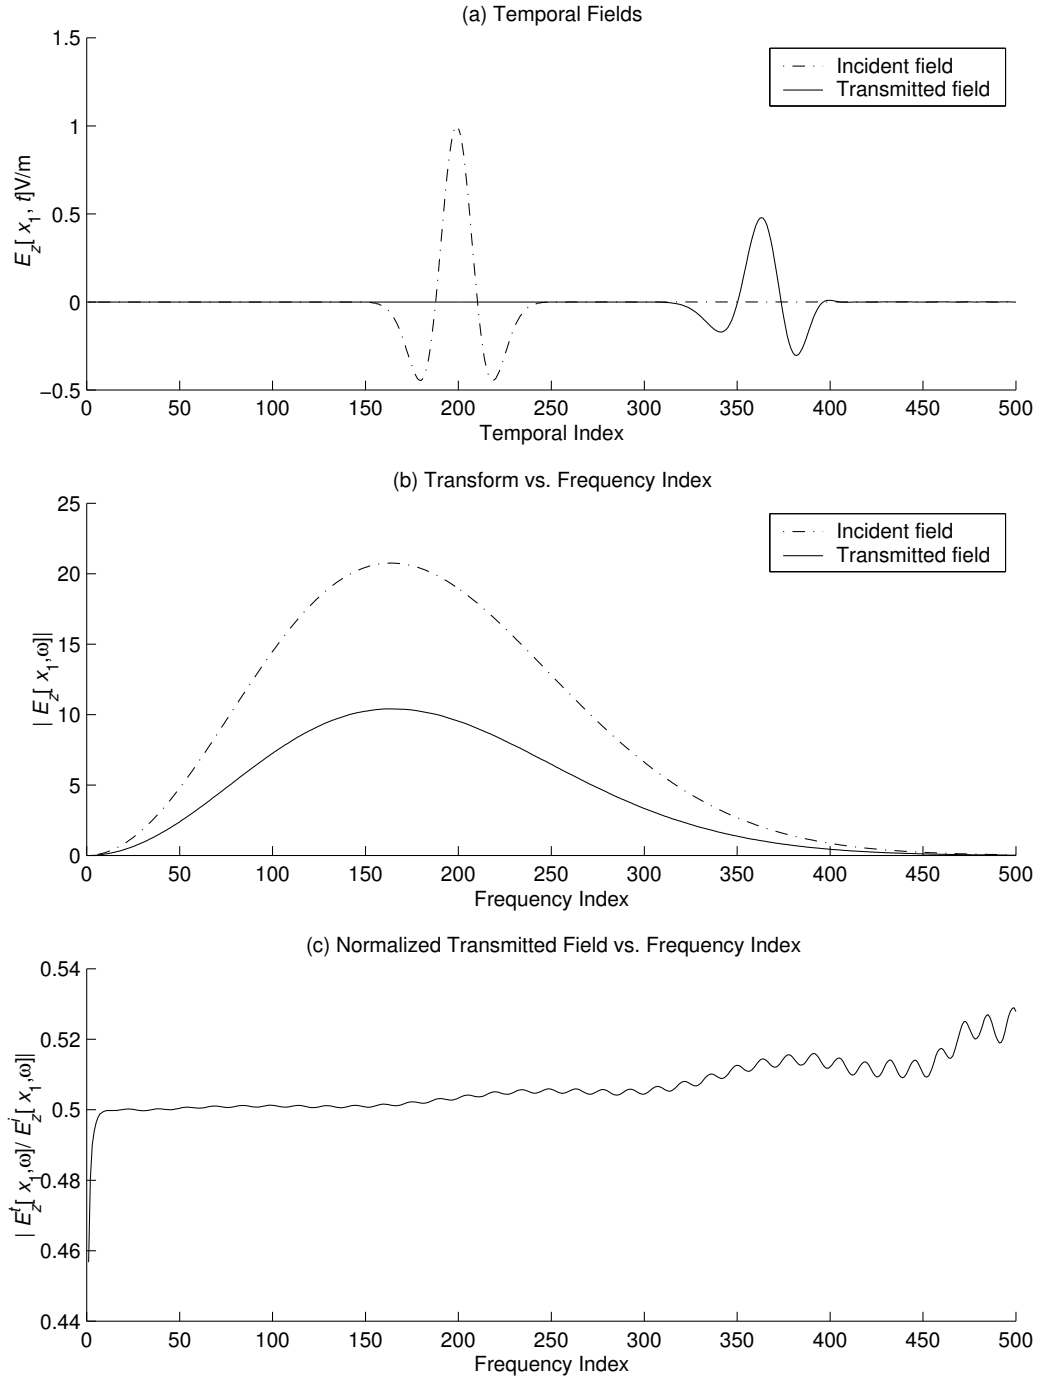 (a) Temporal Fields
1.5
1
0.5
0
−0.5
E_z[ x_1, t] V/m
Incident field
Transmitted field
0 50 100 150 200 250 300 350 400 450 500
Temporal Index
(b) Transform vs. Frequency Index
25
20
15
10
5
0
| E_z[ x_1,ω]|
Incident field
Transmitted field
0 50 100 150 200 250 300 350 400 450 500
Frequency Index
(c) Normalized Transmitted Field vs. Frequency Index
0.54
0.52
0.5
0.48
0.46
0.44
| E_z^t[ x_1,ω]/ E_z^i[ x_1,ω]|
0 50 100 150 200 250 300 350 400 450 500
Frequency Index